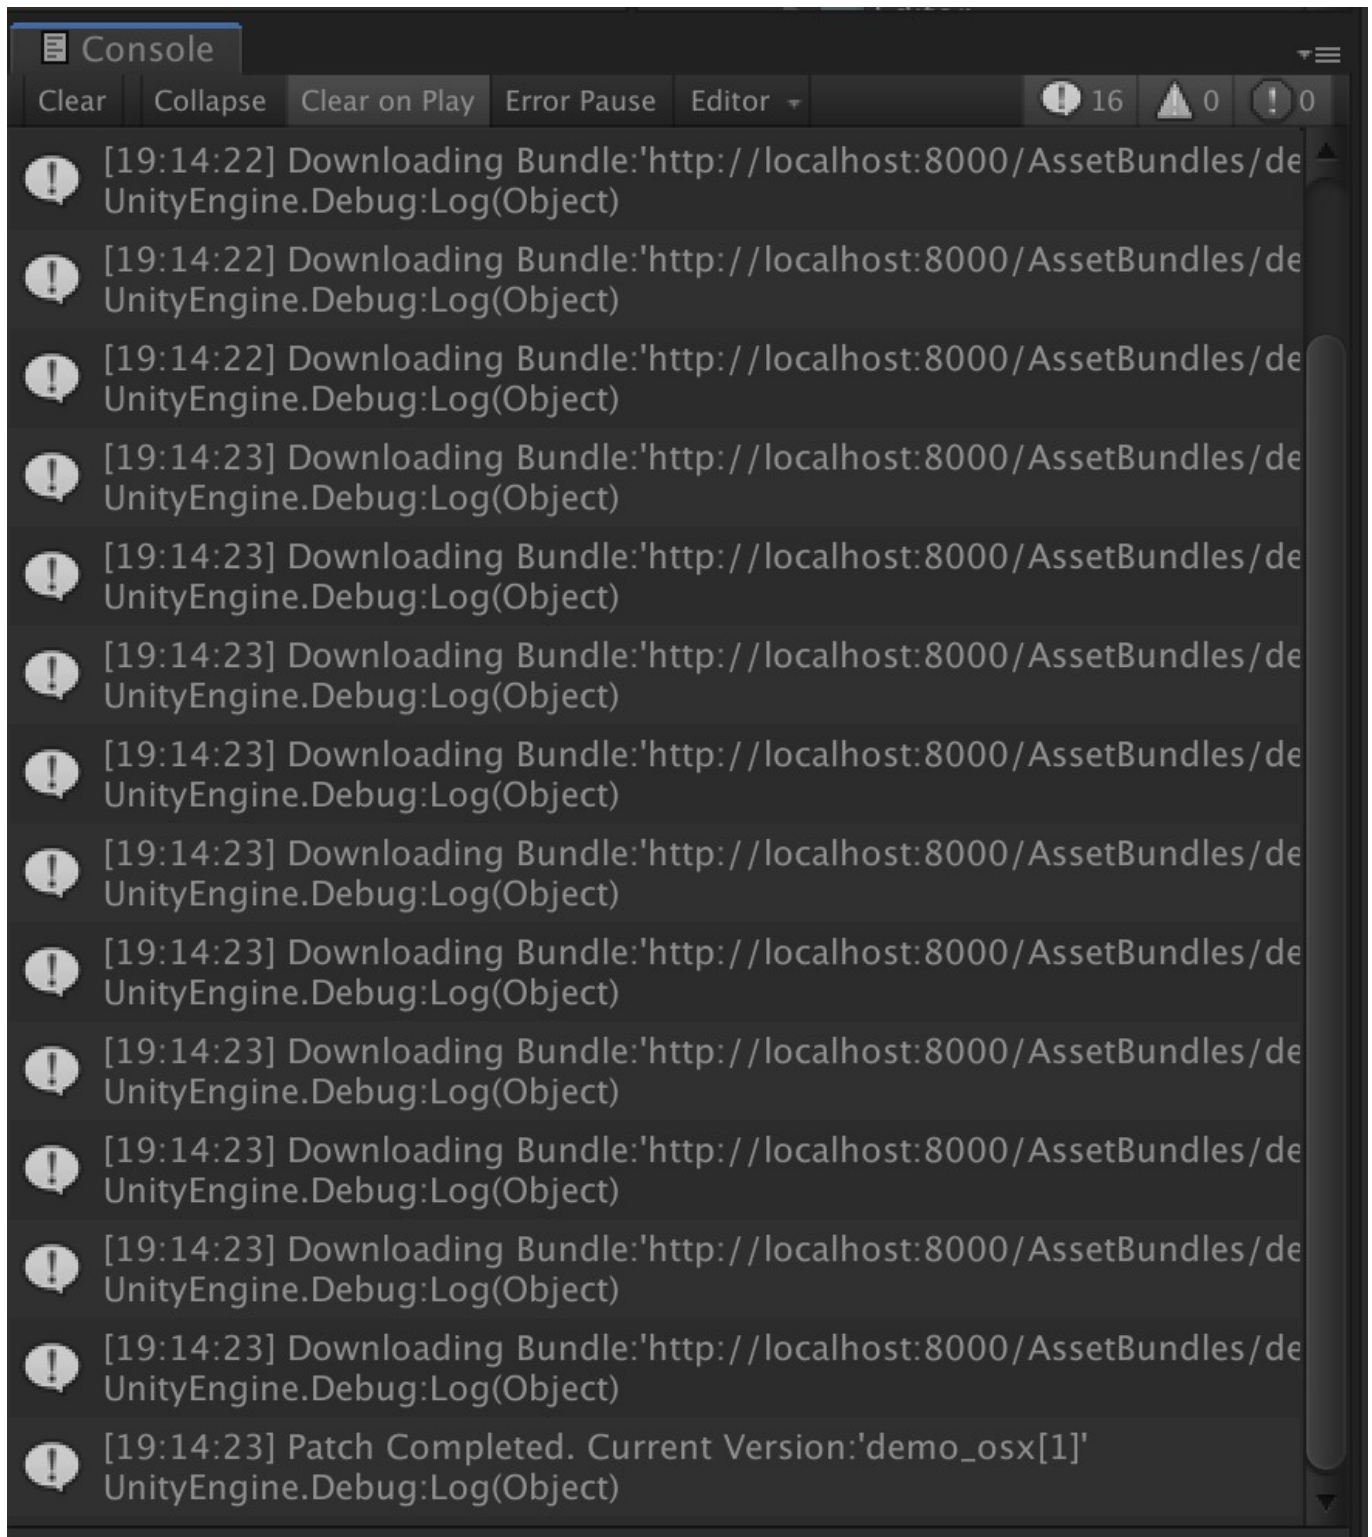 Console
Clear Collapse Clear on Play Error Pause Editor 16 0 0
[19:14:22] Downloading Bundle:'http://localhost:8000/AssetBundles/de
UnityEngine.Debug:Log(Object)
[19:14:22] Downloading Bundle:'http://localhost:8000/AssetBundles/de
UnityEngine.Debug:Log(Object)
[19:14:22] Downloading Bundle:'http://localhost:8000/AssetBundles/de
UnityEngine.Debug:Log(Object)
[19:14:23] Downloading Bundle:'http://localhost:8000/AssetBundles/de
UnityEngine.Debug:Log(Object)
[19:14:23] Downloading Bundle:'http://localhost:8000/AssetBundles/de
UnityEngine.Debug:Log(Object)
[19:14:23] Downloading Bundle:'http://localhost:8000/AssetBundles/de
UnityEngine.Debug:Log(Object)
[19:14:23] Downloading Bundle:'http://localhost:8000/AssetBundles/de
UnityEngine.Debug:Log(Object)
[19:14:23] Downloading Bundle:'http://localhost:8000/AssetBundles/de
UnityEngine.Debug:Log(Object)
[19:14:23] Downloading Bundle:'http://localhost:8000/AssetBundles/de
UnityEngine.Debug:Log(Object)
[19:14:23] Downloading Bundle:'http://localhost:8000/AssetBundles/de
UnityEngine.Debug:Log(Object)
[19:14:23] Downloading Bundle:'http://localhost:8000/AssetBundles/de
UnityEngine.Debug:Log(Object)
[19:14:23] Downloading Bundle:'http://localhost:8000/AssetBundles/de
UnityEngine.Debug:Log(Object)
[19:14:23] Downloading Bundle:'http://localhost:8000/AssetBundles/de
UnityEngine.Debug:Log(Object)
[19:14:23] Patch Completed. Current Version:'demo_osx[1]'
UnityEngine.Debug:Log(Object)